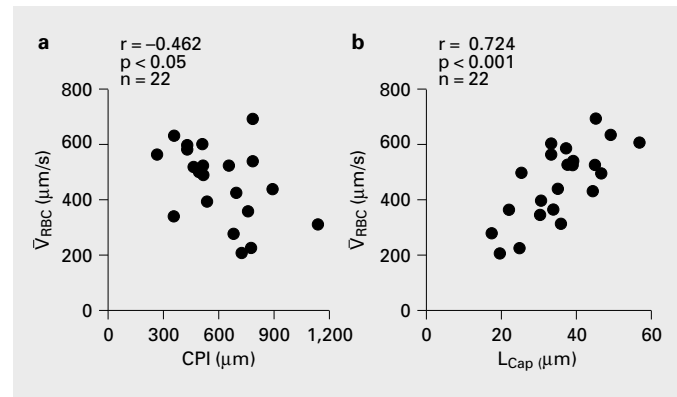 a
r = –0.462
p < 0.05
n = 22
800
600
400
200
0
V̄RBC (μm/s)
0 300 600 900 1,200
CPI (μm)
b
r = 0.724
p < 0.001
n = 22
800
600
400
200
0
V̄RBC (μm/s)
0 20 40 60
LCap (μm)